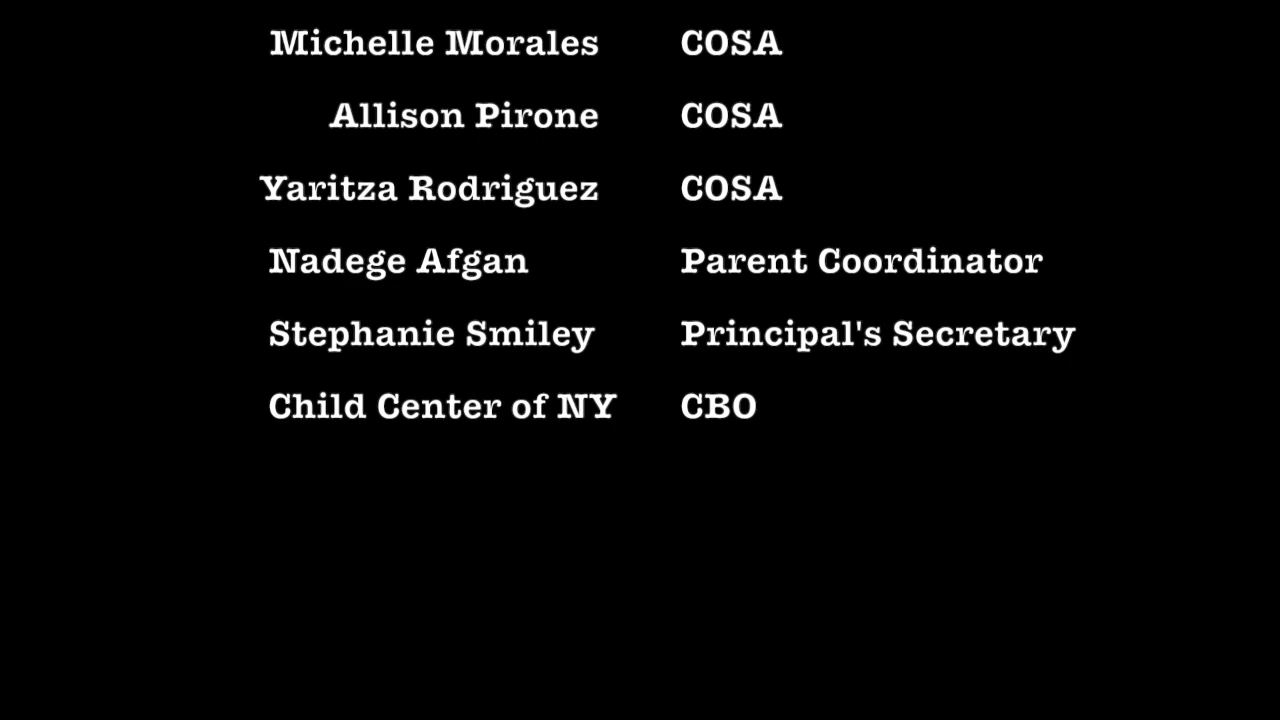 Michelle Morales COSA
Allison Pirone COSA
Yaritza Rodriguez COSA
Nadege Afgan Parent Coordinator
Stephanie Smiley Principal's Secretary
Child Center of NY CBO